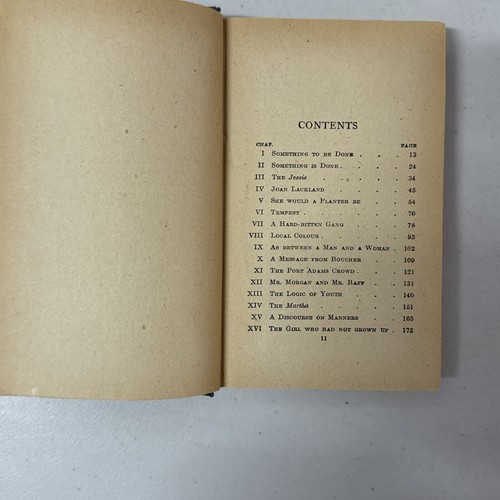 CONTENTS
CHAP. PAGE
I SOMETHING TO BE DONE . . . 13
II SOMETHING IS DONE . . . . 24
III THE Jessie . . . . . 34
IV JOAN LACKLAND . . . . 45
V SHE WOULD A PLANTER BE . . . 54
VI TEMPEST . . . . . 70
VII A HARD-BITTEN GANG . . . 78
VIII LOCAL COLOUR . . . . 93
IX AS BETWEEN A MAN AND A WOMAN . 102
X A MESSAGE FROM BOUCHER . . 109
XI THE PORT ADAMS CROWD . . . 121
XII MR. MORGAN AND MR. RAFF . . 131
XIII THE LOGIC OF YOUTH . . . 140
XIV THE Martha . . . . . 151
XV A DISCOURSE ON MANNERS . . 163
XVI THE GIRL WHO HAD NOT GROWN UP . 172
11